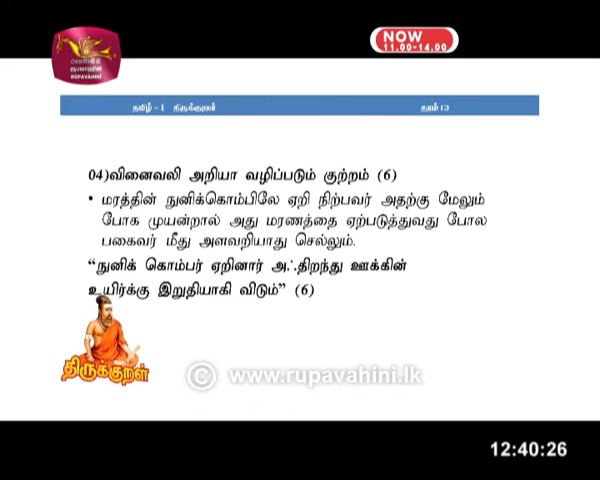 NOW
11.00-14.00
RUPAVAHINI
தமிழ் – 1 திருக்குறள் தரம் 13
04)வினைவலி அறியா வழிப்படும் குற்றம் (6)
• மரத்தின் நுனிக்கொம்பிலே ஏறி நிற்பவர் அதற்கு மேலும்
போக முயன்றால் அது மரணத்தை ஏற்படுத்துவது போல
பகைவர் மீது அளவறியாது செல்லும்.
“நுனிக் கொம்பர் ஏறினார் அஃதிறந்து ஊக்கின்
உயிர்க்கு இறுதியாகி விடும்” (6)
திருக்குறள்
© www.rupavahini.lk
12:40:26